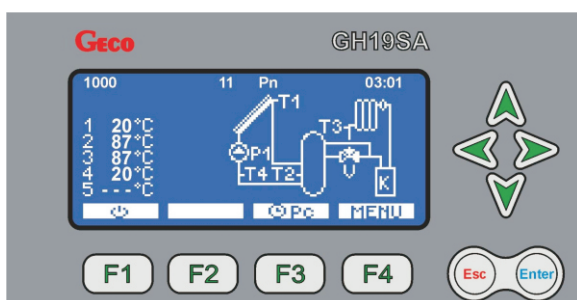 GECO GH19SA
1000 11 Pn 03:01
T1
1 20°C
2 87°C
3 87°C
4 20°C
5 ---°C
T3
P1
T4 T2
K
Pc MENU
F1 F2 F3 F4
Esc Enter